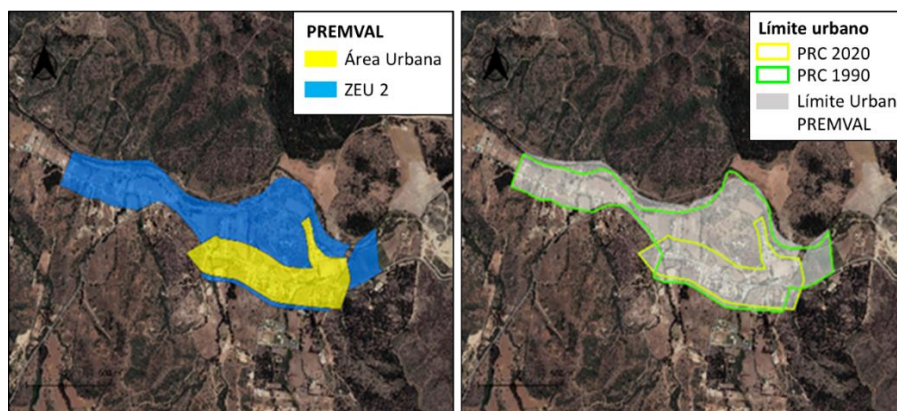 PREMVAL
Área Urbana
ZEU 2
Límite urbano
PRC 2020
PRC 1990
Límite Urban
PREMVAL